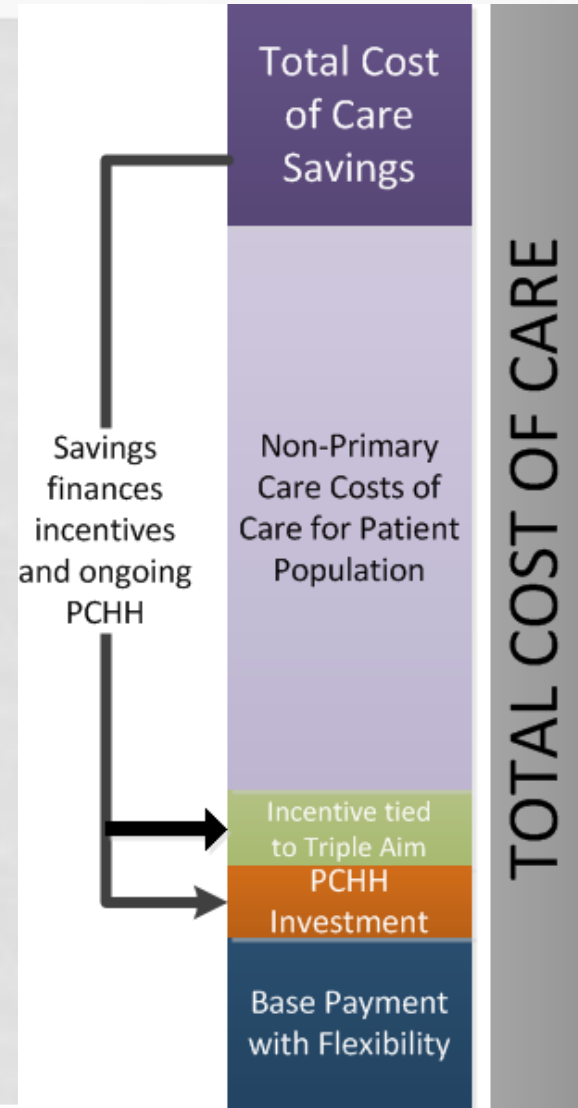 Total Cost
of Care
Savings
Savings
finances
incentives
and ongoing
PCHH
Non-Primary
Care Costs of
Care for Patient
Population
Incentive tied
to Triple Aim
PCHH
Investment
Base Payment
with Flexibility
TOTAL COST OF CARE